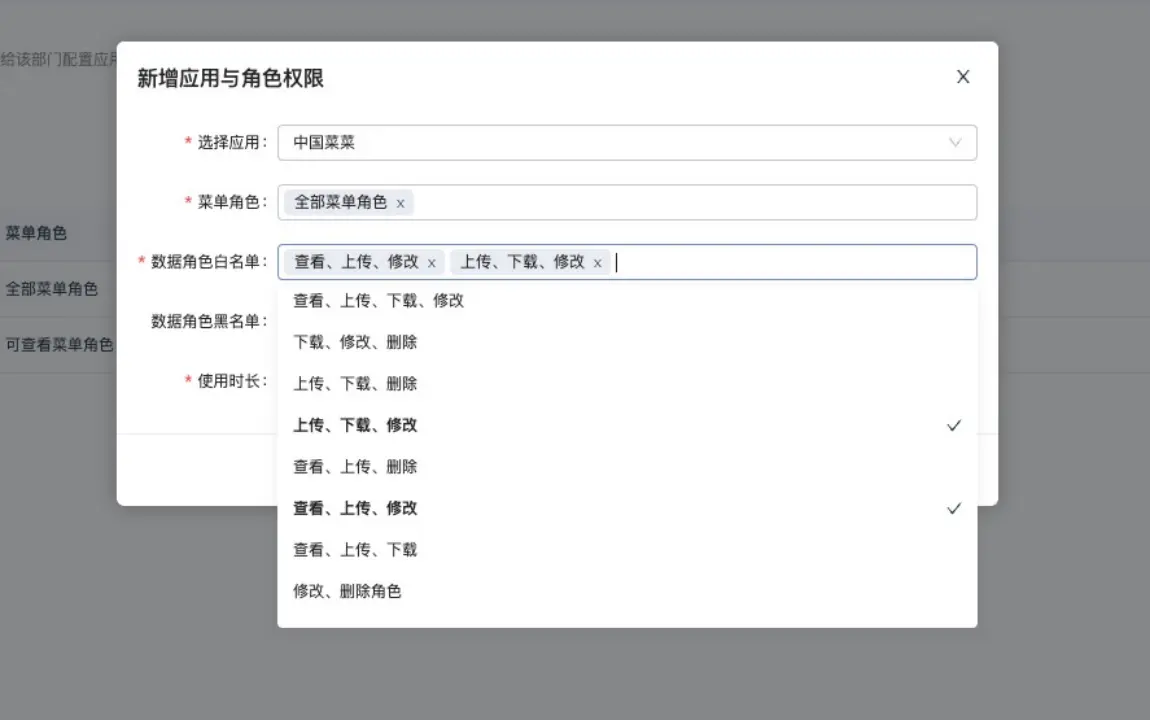 给该部门配置应用
新增应用与角色权限
* 选择应用： 中国菜菜
* 菜单角色： 全部菜单角色 x
菜单角色
* 数据角色白名单： 查看、上传、修改 x 上传、下载、修改 x
全部菜单角色
查看、上传、下载、修改
数据角色黑名单：
下载、修改、删除
可查看菜单角色
* 使用时长：
上传、下载、删除
上传、下载、修改
查看、上传、删除
查看、上传、修改
查看、上传、下载
修改、删除角色